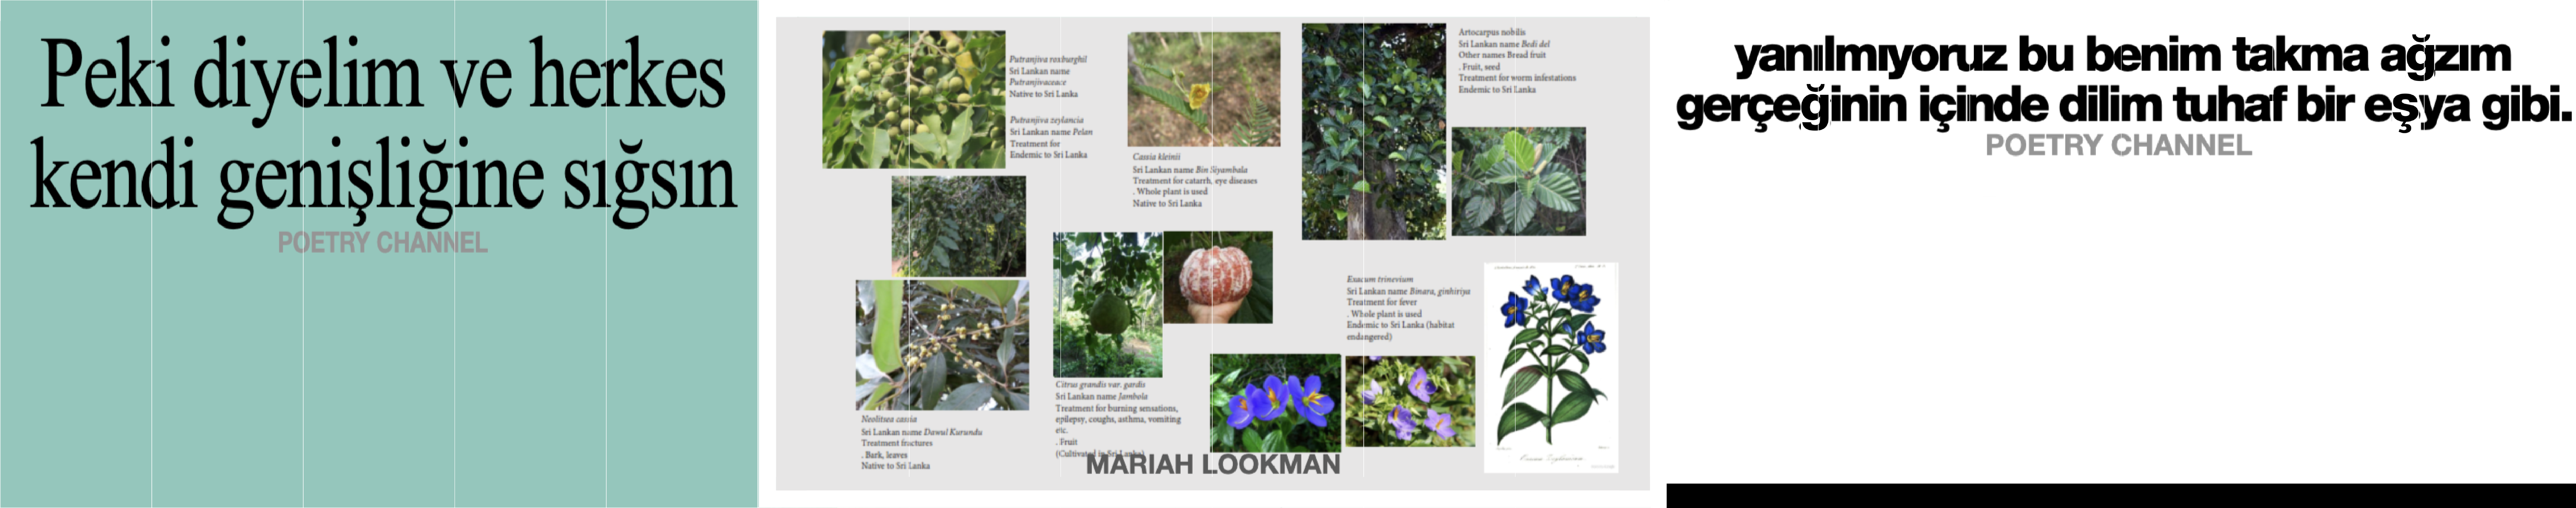 Peki diyelim ve herkes
kendi genişliğine sığsın
POETRY CHANNEL
Putranjiva roxburghil
Sri Lankan name
Putranjivaceace
Native to Sri Lanka
Putranjiva zeylancia
Sri Lankan name Pelan
Treatment for
Endemic to Sri Lanka
Cassia kleinii
Sri Lankan name Bin Siyambala
Treatment for catarrh, eye diseases
. Whole plant is used
Native to Sri Lanka
Artocarpus nobilis
Sri Lankan name Bedi del
Other names Bread fruit
. Fruit, seed
Treatment for worm infestations
Endemic to Sri Lanka
Neolitsea cassia
Sri Lankan name Dawul Kurundu
Treatment fractures
. Bark, leaves
Native to Sri Lanka
Citrus grandis var. gardis
Sri Lankan name Jambola
Treatment for burning sensations,
epilepsy, coughs, asthma, vomiting
etc.
. Fruit
(Cultivated in Sri Lanka)
Exacum trinevium
Sri Lankan name Binara, ginhiriya
Treatment for fever
. Whole plant is used
Endemic to Sri Lanka (habitat
endangered)
MARIAH LOOKMAN
yanılmıyoruz bu benim takma ağzım
gerçeğinin içinde dilim tuhaf bir eşya gibi.
POETRY CHANNEL